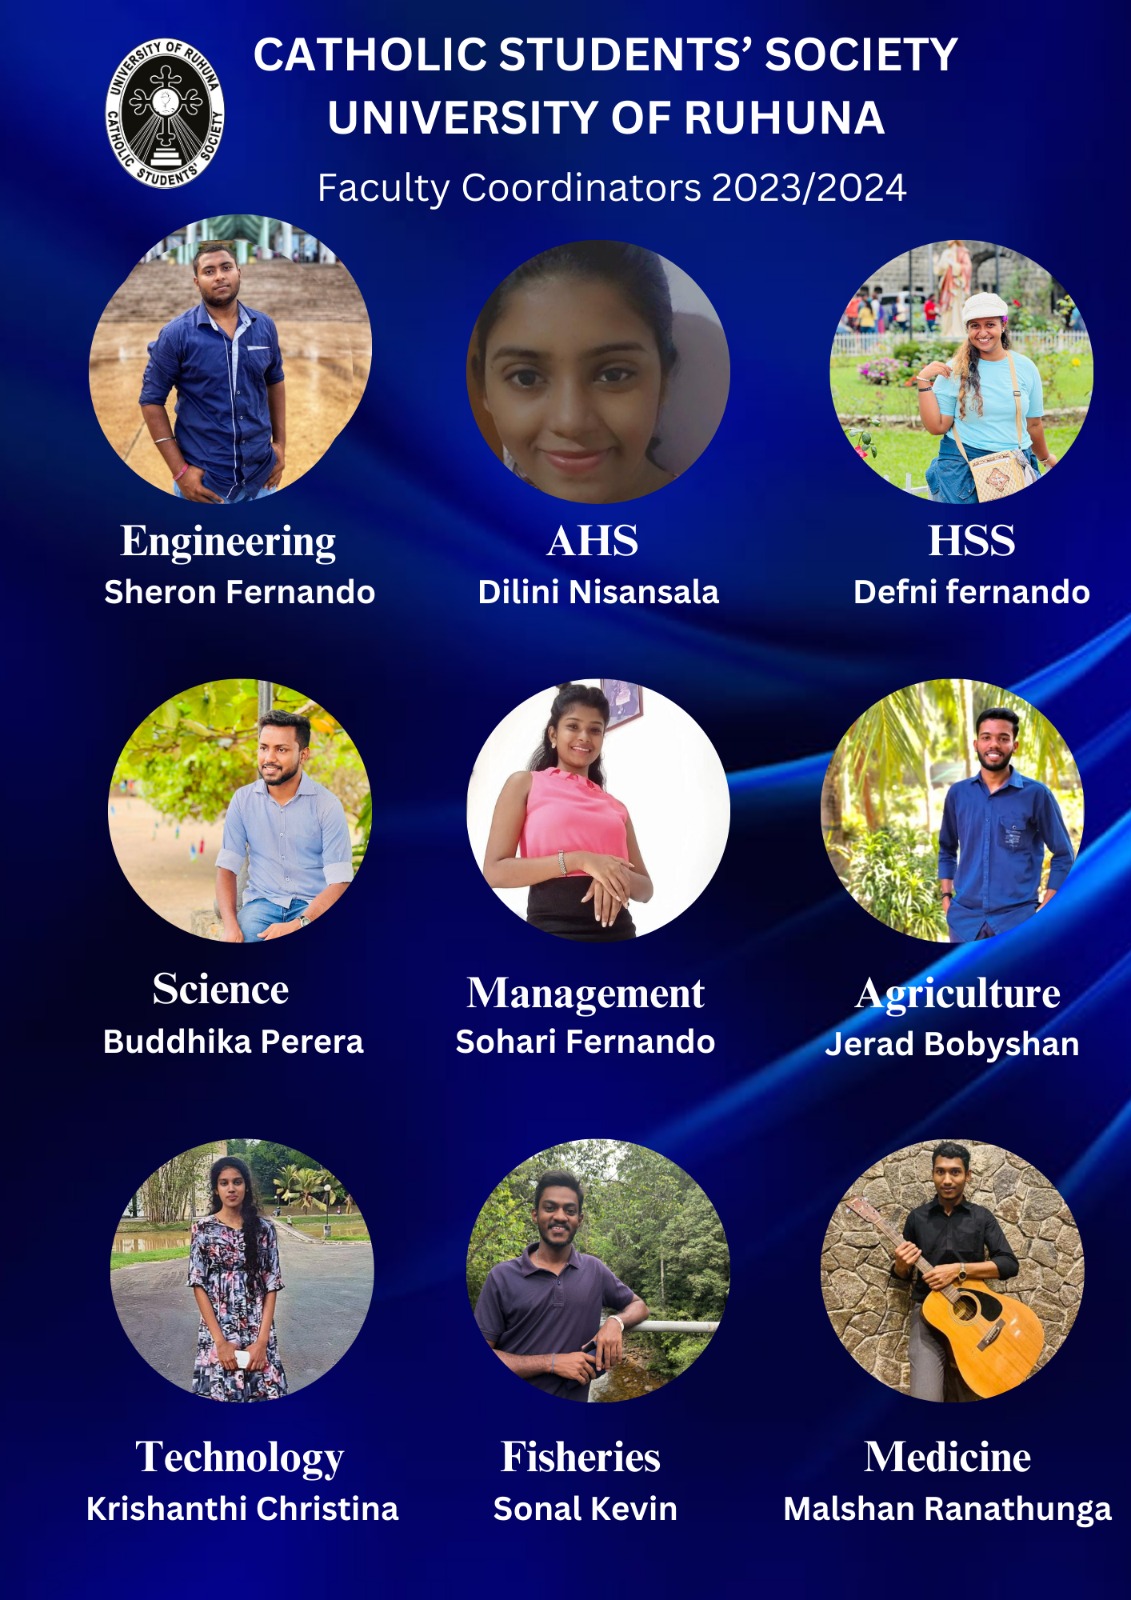 UNIVERSITY OF RUHUNA
CATHOLIC STUDENTS' SOCIETY
CATHOLIC STUDENTS’ SOCIETY
UNIVERSITY OF RUHUNA
Faculty Coordinators 2023/2024
Engineering AHS HSS
Sheron Fernando Dilini Nisansala Defni fernando
Science Management Agriculture
Buddhika Perera Sohari Fernando Jerad Bobyshan
Technology Fisheries Medicine
Krishanthi Christina Sonal Kevin Malshan Ranathunga